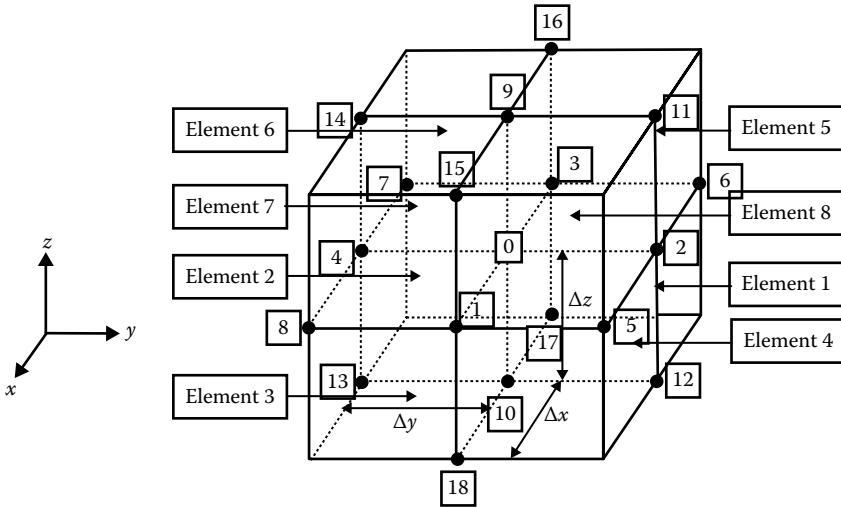 16
9
14
11
Element 6
Element 5
15
3
7
6
Element 7
Element 8
0
z
4
2
Element 2
Δz
Element 1
1
8
5
y
17
Element 4
x
13
12
Element 3
10
Δx
Δy
18